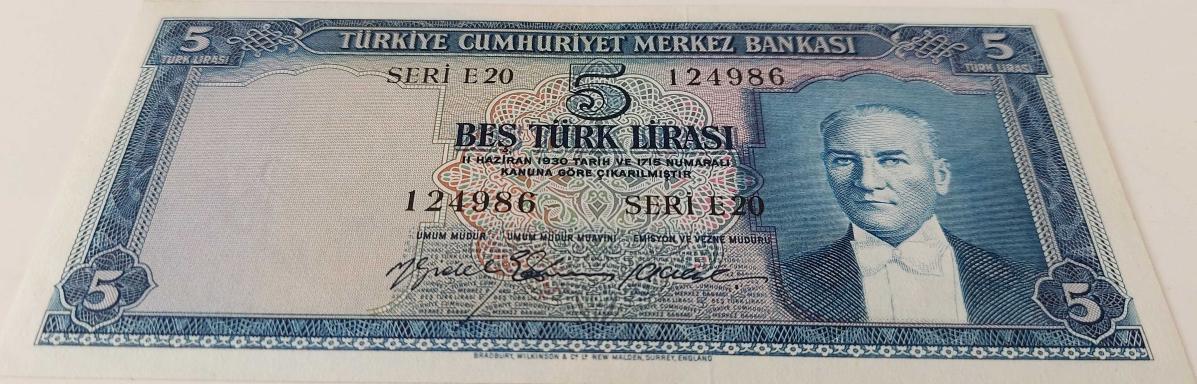 5 TÜRKİYE CUMHURİYET MERKEZ BANKASI 5
TÜRK LİRASI TÜRK LİRASI
SERİ E 20 5 124986
BEŞ TÜRK LİRASI
11 HAZİRAN 1930 TARİH VE 1715 NUMARALI
KANUNA GÖRE ÇIKARILMIŞTIR
124986 SERİ E 20
UMUM MÜDÜR UMUM MÜDÜR MUAVİNİ EMİSYON VE VEZNE MÜDÜRÜ
5 5
BRADBURY, WILKINSON & Cº Lº NEW MALDEN, SURREY, ENGLAND